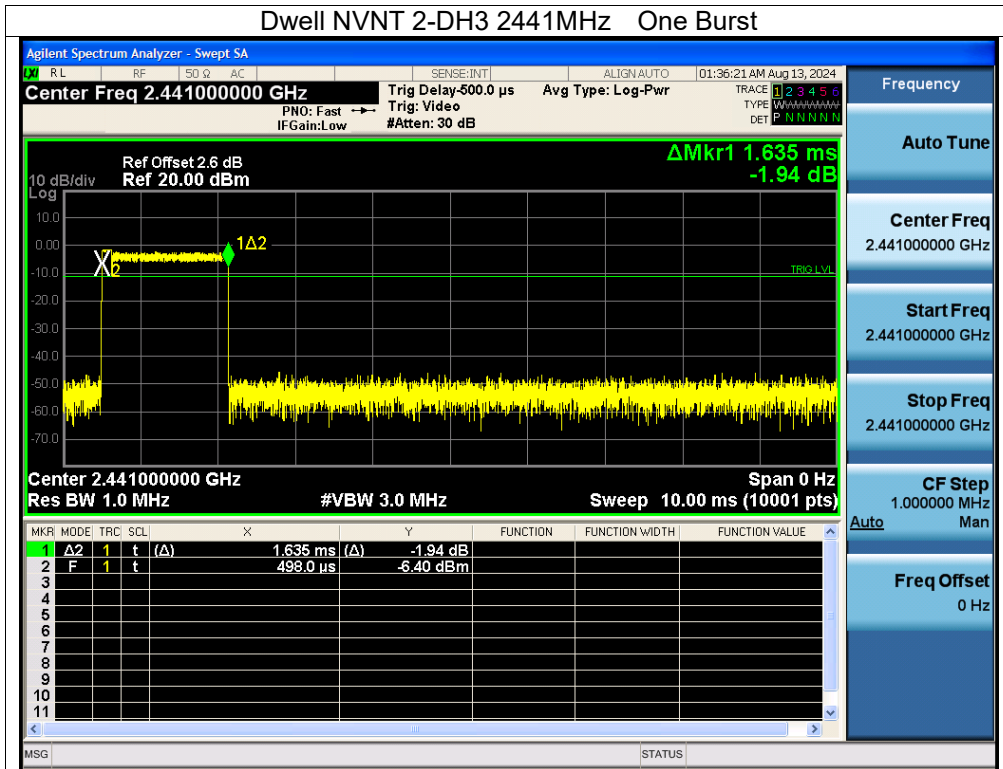 Dwell NVNT 2-DH3 2441MHz One Burst
Agilent Spectrum Analyzer - Swept SA
LXI RL RF 50 Ω AC SENSE:INT ALIGN AUTO 01:36:21 AM Aug 13, 2024
Center Freq 2.441000000 GHz
PNO: Fast
IFGain:Low
Trig Delay-500.0 µs
Trig: Video
#Atten: 30 dB
Avg Type: Log-Pwr
TRACE 1 2 3 4 5 6
TYPE WWWWWWW
DET P N N N N N
Frequency
Auto Tune
Center Freq
2.441000000 GHz
Start Freq
2.441000000 GHz
Stop Freq
2.441000000 GHz
CF Step
1.000000 MHz
Auto Man
Freq Offset
0 Hz
ΔMkr1 1.635 ms
-1.94 dB
Ref Offset 2.6 dB
10 dB/div Ref 20.00 dBm
Log
10.0
0.00
-10.0
-20.0
-30.0
-40.0
-50.0
-60.0
-70.0
X2
1Δ2
TRIG LVL
Center 2.441000000 GHz Span 0 Hz
Res BW 1.0 MHz #VBW 3.0 MHz Sweep 10.00 ms (10001 pts)
MKR MODE TRC SCL X Y FUNCTION FUNCTION WIDTH FUNCTION VALUE
1 Δ2 1 t (Δ) 1.635 ms (Δ) -1.94 dB
2 F 1 t 498.0 µs -6.40 dBm
3
4
5
6
7
8
9
10
11
MSG STATUS